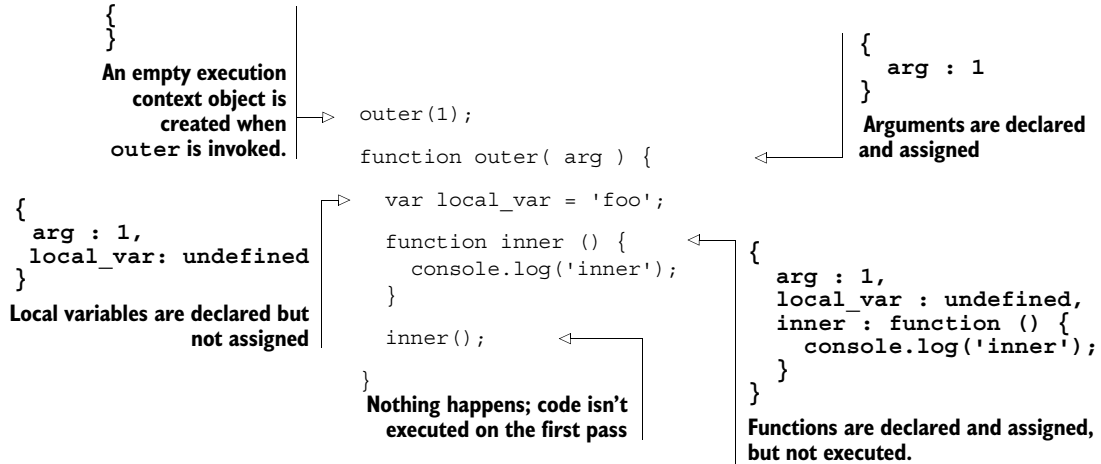 {
}
An empty execution
context object is
created when
outer is invoked.
outer(1);
{
arg : 1
}
Arguments are declared
and assigned
function outer( arg ) {
{
arg : 1,
local_var: undefined
}
Local variables are declared but
not assigned
var local_var = 'foo';
function inner () {
console.log('inner');
}
{
arg : 1,
local_var : undefined,
inner : function () {
console.log('inner');
}
}
Functions are declared and assigned,
but not executed.
inner();
}
Nothing happens; code isn't
executed on the first pass